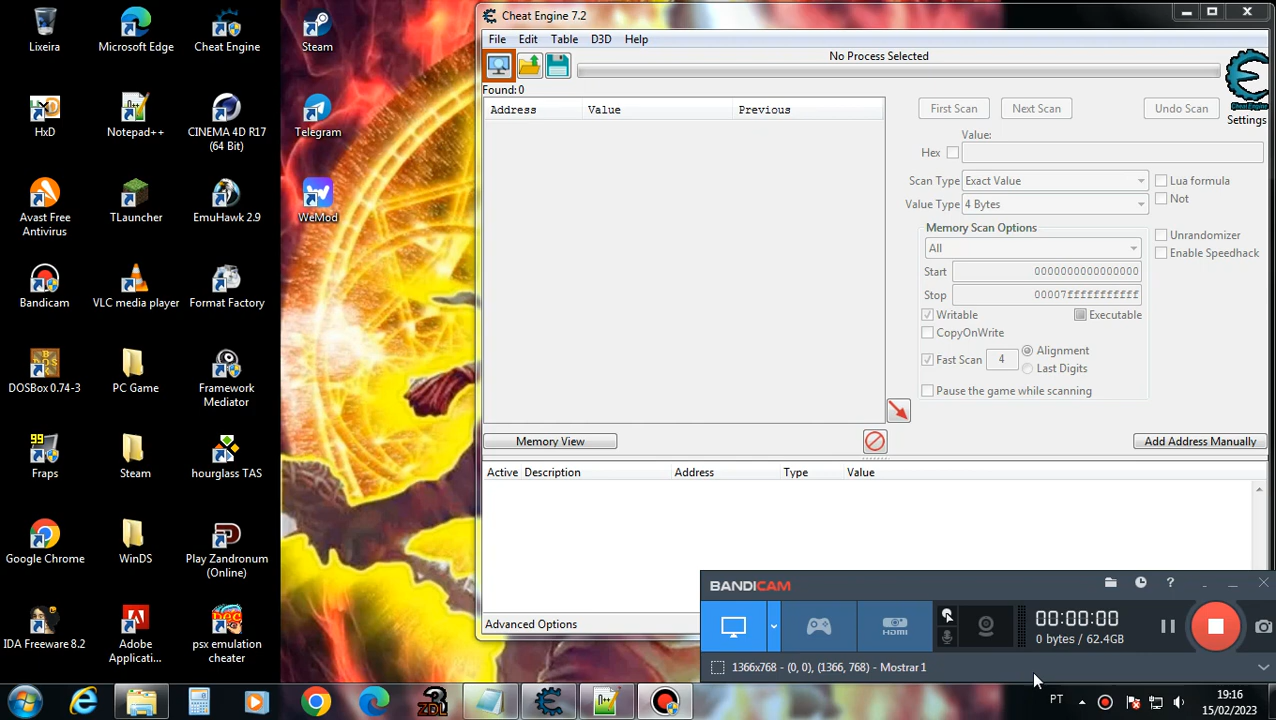 Lixeira
Microsoft Edge
Cheat Engine
Steam
HxD
Notepad++
CINEMA 4D R17
(64 Bit)
Telegram
Avast Free
Antivirus
TLauncher
EmuHawk 2.9
WeMod
Bandicam
VLC media player
Format Factory
DOSBox 0.74-3
PC Game
Framework
Mediator
99
Fraps
Steam
hourglass TAS
Google Chrome
WinDS
Play Zandronum
(Online)
IDA Freeware 8.2
Adobe
Applicati...
psx emulation
cheater
Cheat Engine 7.2
File Edit Table D3D Help
No Process Selected
Found:0
Address Value Previous
First Scan Next Scan Undo Scan
Cheat Engine
Settings
Value:
Hex
Scan Type Exact Value Lua formula
Value Type 4 Bytes Not
Memory Scan Options
All
Unrandomizer
Enable Speedhack
Start 0000000000000000
Stop 00007fffffffffff
Writable Executable
CopyOnWrite
Fast Scan 4 Alignment
Last Digits
Pause the game while scanning
Memory View
Add Address Manually
Active Description Address Type Value
Advanced Options
BANDICAM
HDMI
00:00:00
0 bytes / 62.4GB
1366x768 - (0, 0), (1366, 768) - Mostrar 1
ZDL
PT
19:16
15/02/2023